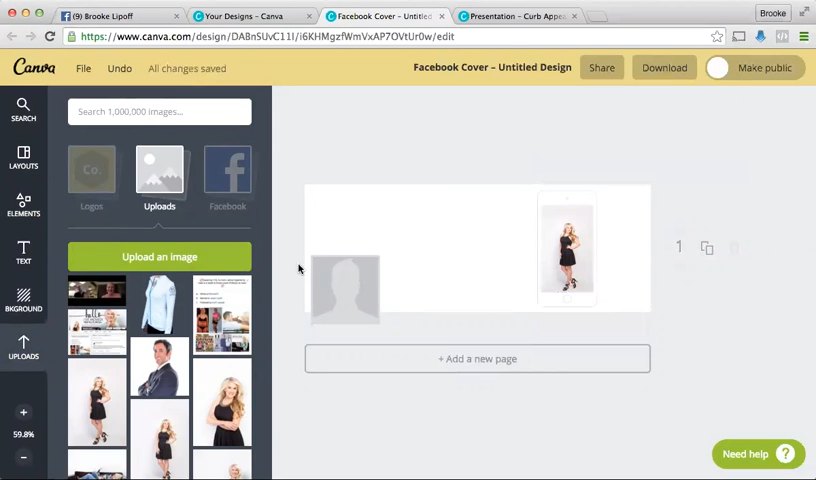 (9) Brooke Lipoff
Your Designs – Canva
Facebook Cover – Untitled
Presentation – Curb Appea
Brooke
https://www.canva.com/design/DABnSUvC11I/i6KHMgzfWmVxAP7OVtUr0w/edit
Canva
File
Undo
All changes saved
Facebook Cover – Untitled Design
Share
Download
Make public
SEARCH
LAYOUTS
ELEMENTS
TEXT
BKGROUND
UPLOADS
59.8%
Search 1,000,000 images...
Co.
Logos
Uploads
Facebook
Upload an image
hello
1
+ Add a new page
Need help ?